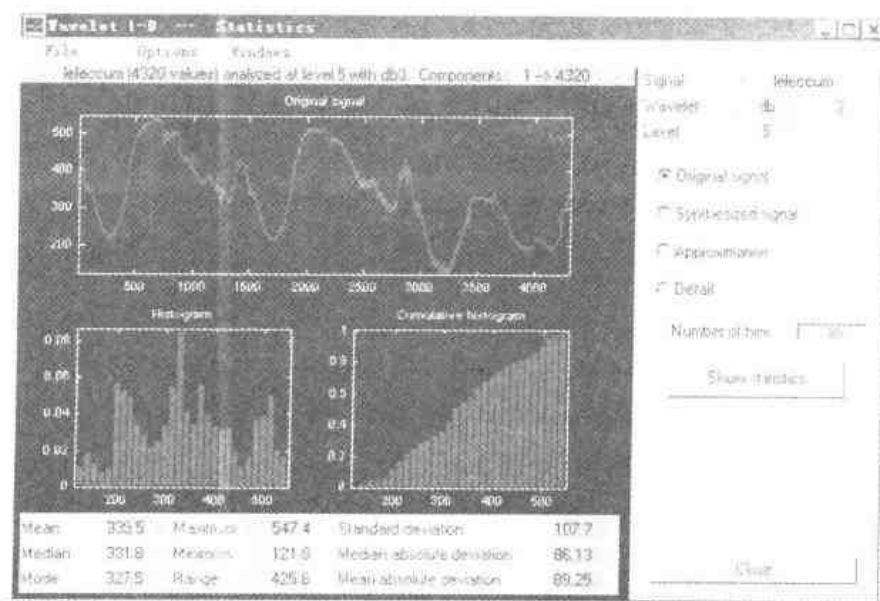 Wavelet 1-D --- Statistics
File Options Windows
leleccum (4320 values) analyzed at level 5 with db3. Components : 1 --> 4320
Original signal
500
400
300
200
500 1000 1500 2000 2500 3000 3500 4000
Histogram
0.08
0.06
0.04
0.02
0
200 300 400 500
Cumulative histogram
1
0.8
0.6
0.4
0.2
0
200 300 400 500
Mean 339.5 Maximum 547.4 Standard deviation 107.7
Median 331.8 Minimum 121.9 Median absolute deviation 86.13
Mode 327.5 Range 425.6 Mean absolute deviation 89.25
Signal leleccum
Wavelet db
Level 5
Original signal
Synthesized signal
Approximation
Detail
Number of bins
Show statistics
Close